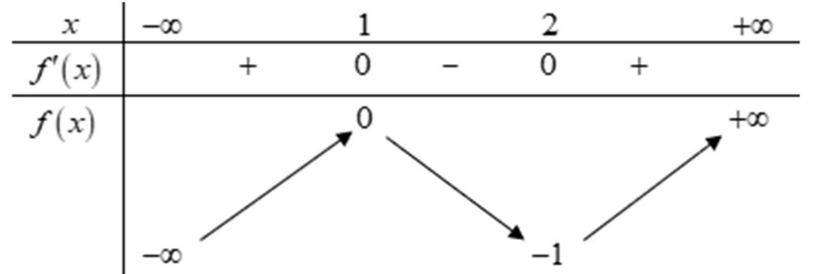 x −∞ 1 2 +∞
f'(x) + 0 − 0 +
f(x) 0 +∞
−∞ −1